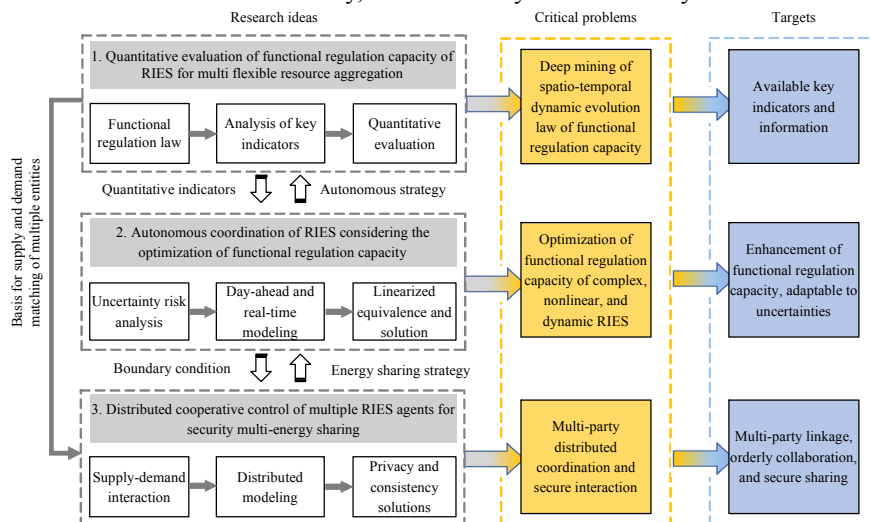 Research ideas
Critical problems
Targets
1. Quantitative evaluation of functional regulation capacity of
RIES for multi flexible resource aggregation
Functional
regulation law
Analysis of key
indicators
Quantitative
evaluation
Deep mining of
spatio-temporal
dynamic evolution
law of functional
regulation capacity
Available key
indicators and
information
Quantitative indicators
Autonomous strategy
Basis for supply and demand
matching of multiple entities
2. Autonomous coordination of RIES considering the
optimization of functional regulation capacity
Uncertainty risk
analysis
Day-ahead and
real-time modeling
Linearized
equivalence and
solution
Optimization of
functional regulation
capacity of complex,
nonlinear, and
dynamic RIES
Enhancement of
functional regulation
capacity, adaptable to
uncertainties
Boundary condition
Energy sharing strategy
3. Distributed cooperative control of multiple RIES agents for
security multi-energy sharing
Supply-demand
interaction
Distributed
modeling
Privacy and
consistency
solutions
Multi-party
distributed
coordination and
secure interaction
Multi-party linkage,
orderly collaboration,
and secure sharing